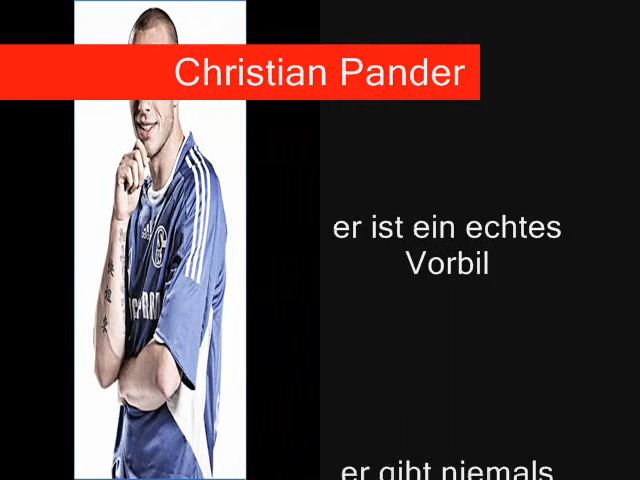 Christian Pander
er ist ein echtes
Vorbil
er gibt niemals